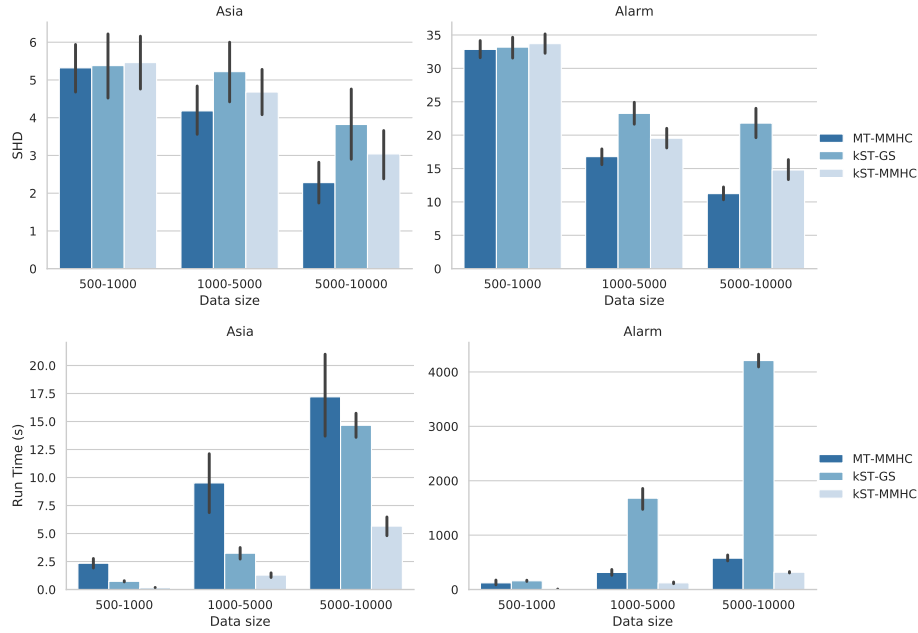 Asia
Alarm
SHD
6
5
4
3
2
1
0
500-1000
1000-5000
5000-10000
Data size
35
30
25
20
15
10
5
0
500-1000
1000-5000
5000-10000
Data size
MT-MMHC
kST-GS
kST-MMHC
Asia
Alarm
Run Time (s)
20.0
17.5
15.0
12.5
10.0
7.5
5.0
2.5
0.0
500-1000
1000-5000
5000-10000
Data size
4000
3000
2000
1000
0
500-1000
1000-5000
5000-10000
Data size
MT-MMHC
kST-GS
kST-MMHC